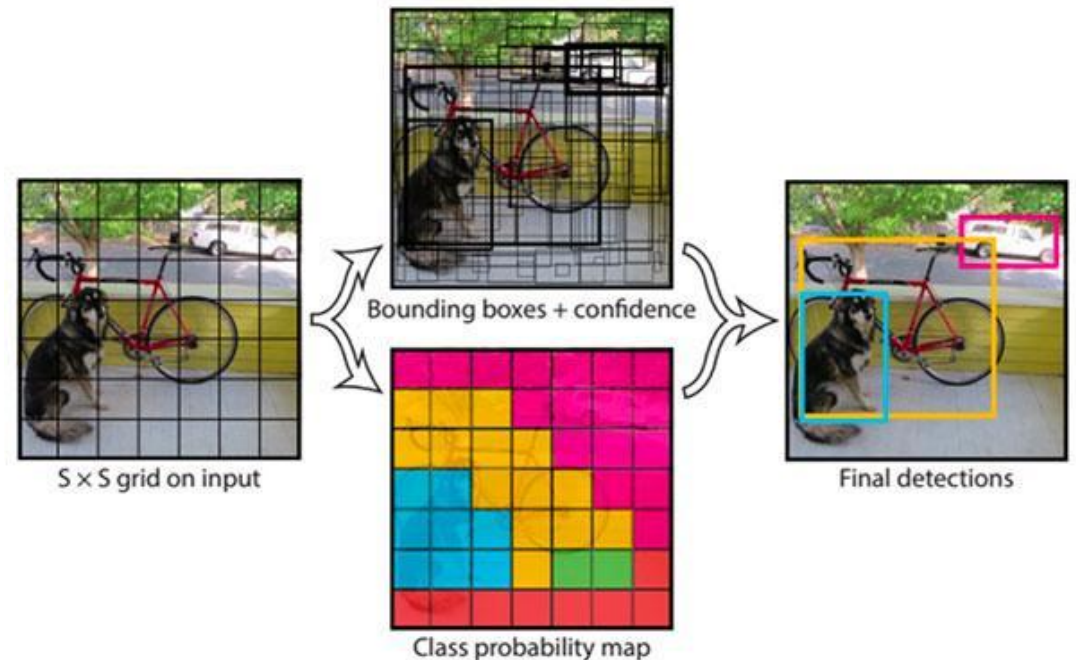 Bounding boxes + confidence
S × S grid on input
Final detections
Class probability map